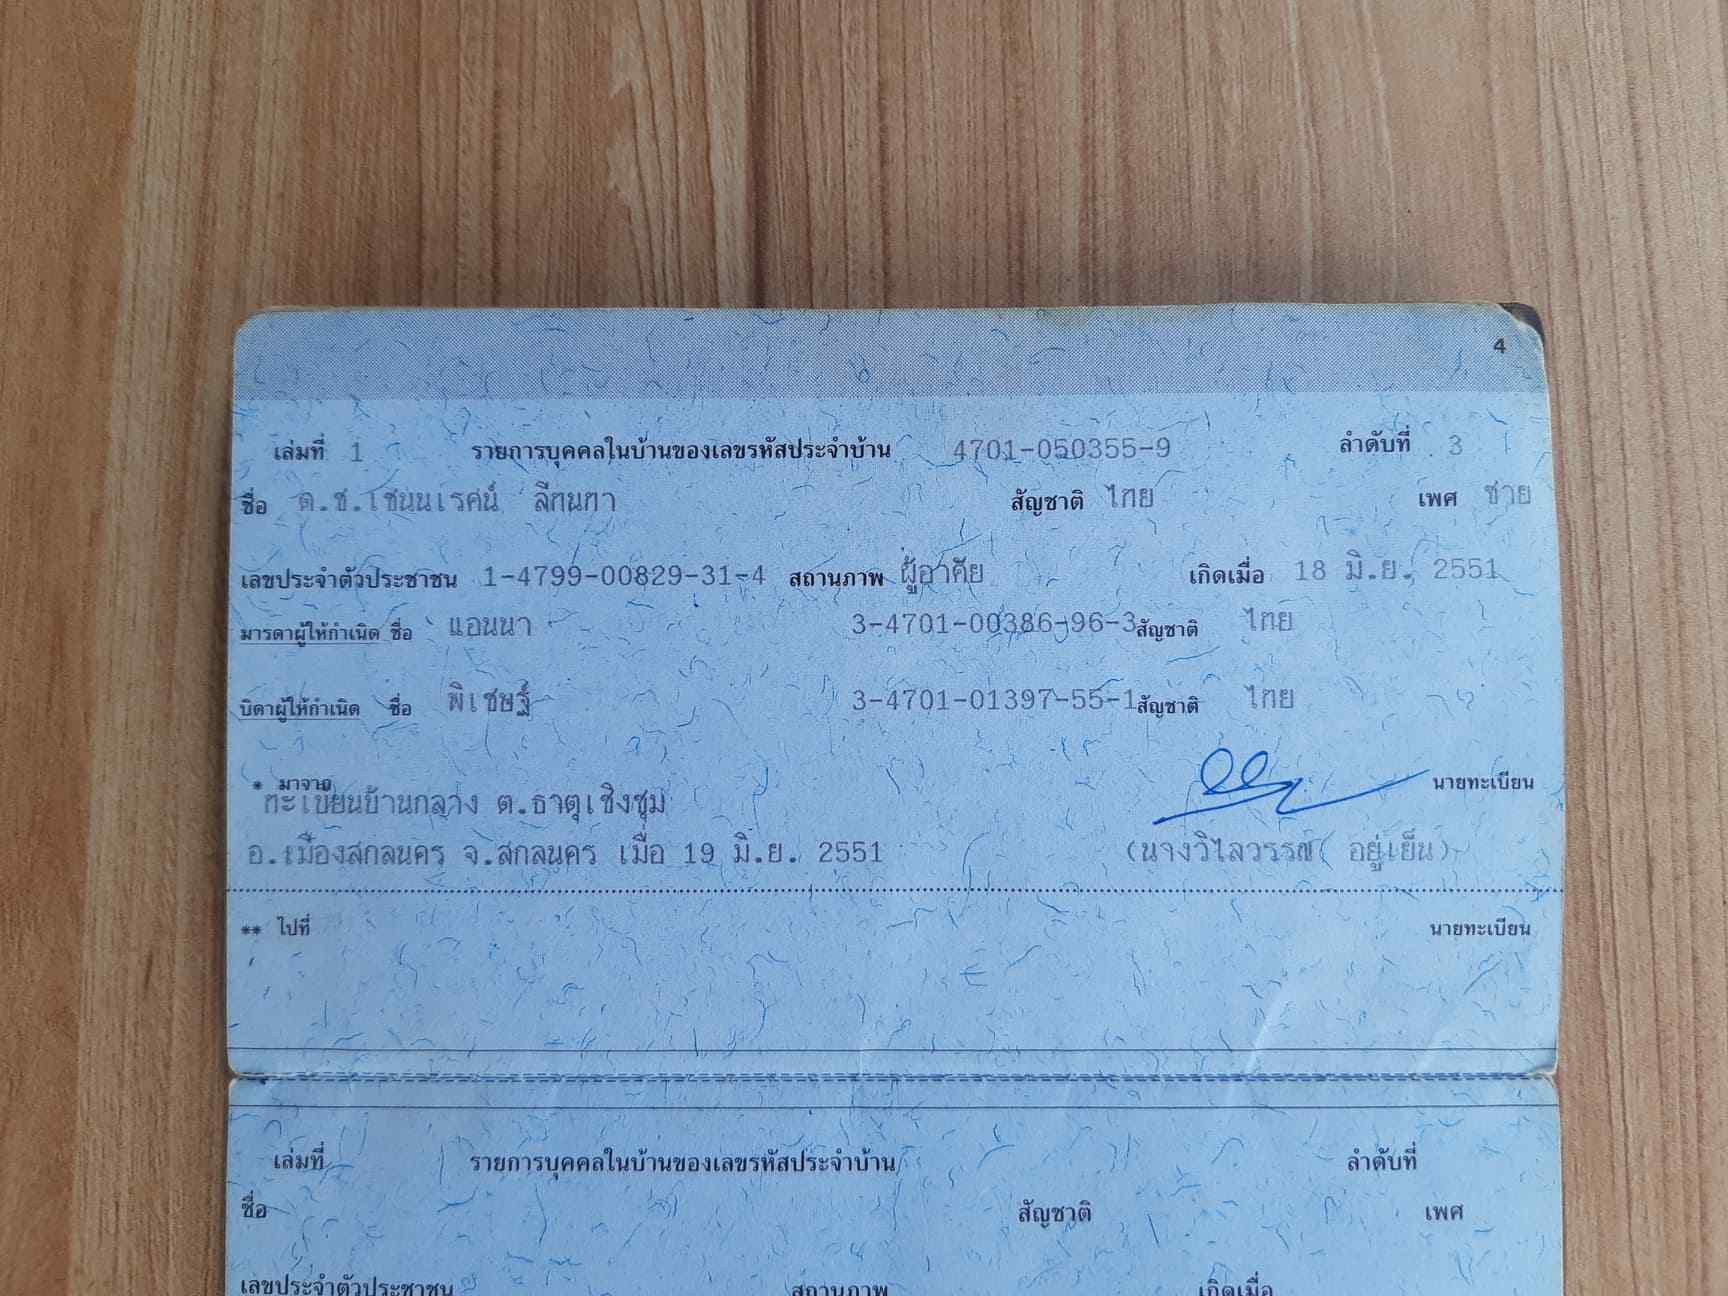 4
เล่มที่ 1 รายการบุคคลในบ้านของเลขรหัสประจำบ้าน 4701-050355-9 ลำดับที่ 3
ชื่อ ด.ช.เชนนเรศน์ ลีทนทา สัญชาติ ไทย เพศ ชาย
เลขประจำตัวประชาชน 1-4799-00829-31-4 สถานภาพ ผู้อาศัย เกิดเมื่อ 18 มิ.ย. 2551
มารดาผู้ให้กำเนิด ชื่อ แอนนา 3-4701-00386-96-3 สัญชาติ ไทย
บิดาผู้ให้กำเนิด ชื่อ พิเชษฐ์ 3-4701-01397-55-1 สัญชาติ ไทย
* มาจาก นายทะเบียน
ทะเบียนบ้านกลาง ต.ธาตุเชิงชุม
อ.เมืองสกลนคร จ.สกลนคร เมื่อ 19 มิ.ย. 2551 (นางวิไลวรรณ อยู่เย็น)
** ไปที่ นายทะเบียน
เล่มที่ รายการบุคคลในบ้านของเลขรหัสประจำบ้าน ลำดับที่
ชื่อ สัญชาติ เพศ
เลขประจำตัวประชาชน สถานภาพ เกิดเมื่อ